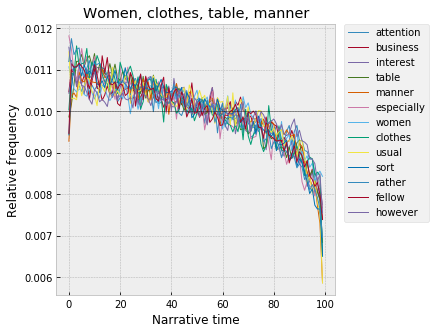 Women, clothes, table, manner
0.012
0.011
0.010
0.009
0.008
0.007
0.006
Relative frequency
0
20
40
60
80
100
Narrative time
attention
business
interest
table
manner
especially
women
clothes
usual
sort
rather
fellow
however